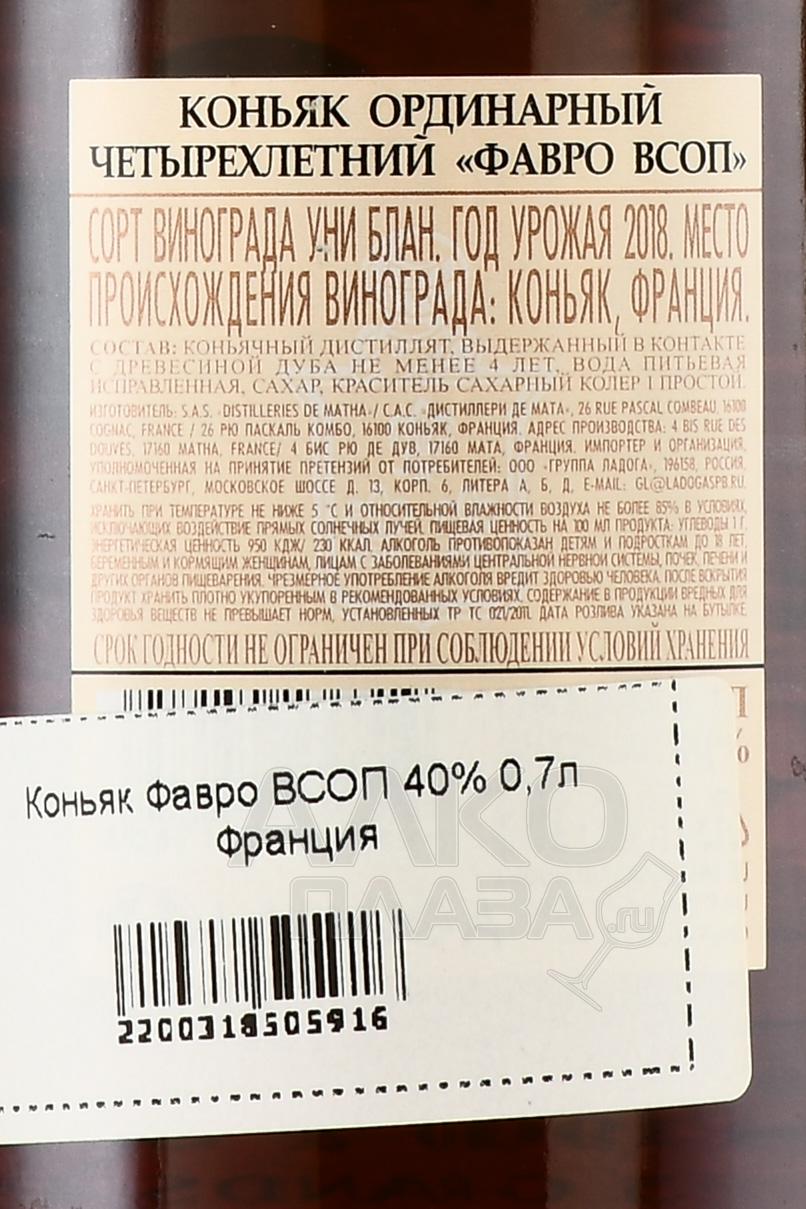 КОНЬЯК ОРДИНАРНЫЙ
ЧЕТЫРЕХЛЕТНИЙ «ФАВРО ВСОП»
СОРТ ВИНОГРАДА УНИ БЛАН. ГОД УРОЖАЯ 2018. МЕСТО
ПРОИСХОЖДЕНИЯ ВИНОГРАДА: КОНЬЯК, ФРАНЦИЯ.
СОСТАВ: КОНЬЯЧНЫЙ ДИСТИЛЛЯТ, ВЫДЕРЖАННЫЙ В КОНТАКТЕ
С ДРЕВЕСИНОЙ ДУБА НЕ МЕНЕЕ 4 ЛЕТ, ВОДА ПИТЬЕВАЯ
ИСПРАВЛЕННАЯ, САХАР, КРАСИТЕЛЬ САХАРНЫЙ КОЛЕР I ПРОСТОЙ.
ИЗГОТОВИТЕЛЬ: S.A.S. «DISTILLERIES DE MATHA» / С.А.С. «ДИСТИЛЛЕРИ ДЕ МАТА», 26 RUE PASCAL COMBEAU, 16100
COGNAC, FRANCE / 26 РЮ ПАСКАЛЬ КОМБО, 16100 КОНЬЯК, ФРАНЦИЯ. АДРЕС ПРОИЗВОДСТВА: 4 BIS RUE DES
DOUVES, 17160 MATHA, FRANCE/ 4 БИС РЮ ДЕ ДУВ, 17160 МАТА, ФРАНЦИЯ. ИМПОРТЕР И ОРГАНИЗАЦИЯ,
УПОЛНОМОЧЕННАЯ НА ПРИНЯТИЕ ПРЕТЕНЗИЙ ОТ ПОТРЕБИТЕЛЕЙ: ООО «ГРУППА ЛАДОГА», 196158, РОССИЯ,
САНКТ-ПЕТЕРБУРГ, МОСКОВСКОЕ ШОССЕ Д. 13, КОРП. 6, ЛИТЕРА А, Б, Д, E-MAIL: GL@LADOGASPB.RU.
ХРАНИТЬ ПРИ ТЕМПЕРАТУРЕ НЕ НИЖЕ 5 °С И ОТНОСИТЕЛЬНОЙ ВЛАЖНОСТИ ВОЗДУХА НЕ БОЛЕЕ 85% В УСЛОВИЯХ,
ИСКЛЮЧАЮЩИХ ВОЗДЕЙСТВИЕ ПРЯМЫХ СОЛНЕЧНЫХ ЛУЧЕЙ. ПИЩЕВАЯ ЦЕННОСТЬ НА 100 МЛ ПРОДУКТА: УГЛЕВОДЫ 1 Г.
ЭНЕРГЕТИЧЕСКАЯ ЦЕННОСТЬ 950 КДЖ/ 230 ККАЛ. АЛКОГОЛЬ ПРОТИВОПОКАЗАН ДЕТЯМ И ПОДРОСТКАМ ДО 18 ЛЕТ,
БЕРЕМЕННЫМ И КОРМЯЩИМ ЖЕНЩИНАМ, ЛИЦАМ С ЗАБОЛЕВАНИЯМИ ЦЕНТРАЛЬНОЙ НЕРВНОЙ СИСТЕМЫ, ПОЧЕК, ПЕЧЕНИ И
ДРУГИХ ОРГАНОВ ПИЩЕВАРЕНИЯ. ЧРЕЗМЕРНОЕ УПОТРЕБЛЕНИЕ АЛКОГОЛЯ ВРЕДИТ ЗДОРОВЬЮ ЧЕЛОВЕКА. ПОСЛЕ ВСКРЫТИЯ
ПРОДУКТ ХРАНИТЬ ПЛОТНО УКУПОРЕННЫМ В РЕКОМЕНДОВАННЫХ УСЛОВИЯХ. СОДЕРЖАНИЕ В ПРОДУКЦИИ ВРЕДНЫХ ДЛЯ
ЗДОРОВЬЯ ВЕЩЕСТВ НЕ ПРЕВЫШАЕТ НОРМ, УСТАНОВЛЕННЫХ ТР ТС 021/2011. ДАТА РОЗЛИВА УКАЗАНА НА БУТЫЛКЕ.
СРОК ГОДНОСТИ НЕ ОГРАНИЧЕН ПРИ СОБЛЮДЕНИИ УСЛОВИЙ ХРАНЕНИЯ
Коньяк Фавро ВСОП 40% 0,7л
Франция
2200318505916
АЛКО
ПЛАЗА.ru